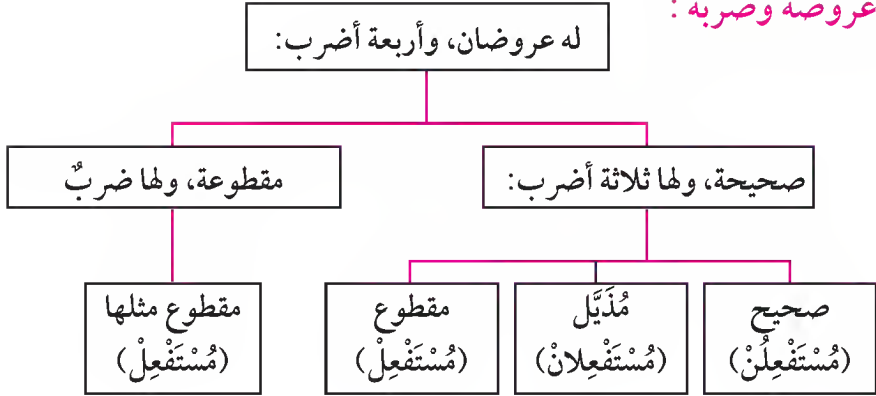 عروضه وضربه :
له عروضان، وأربعة أضرب:
صحيحة، ولها ثلاثة أضرب:
مقطوعة، ولها ضربٌ
صحيح
(مُسْتَفْعِلُنْ)
مُذَيَّل
(مُسْتَفْعِلانْ)
مقطوع
(مُسْتَفْعِلْ)
مقطوع مثلها
(مُسْتَفْعِلْ)